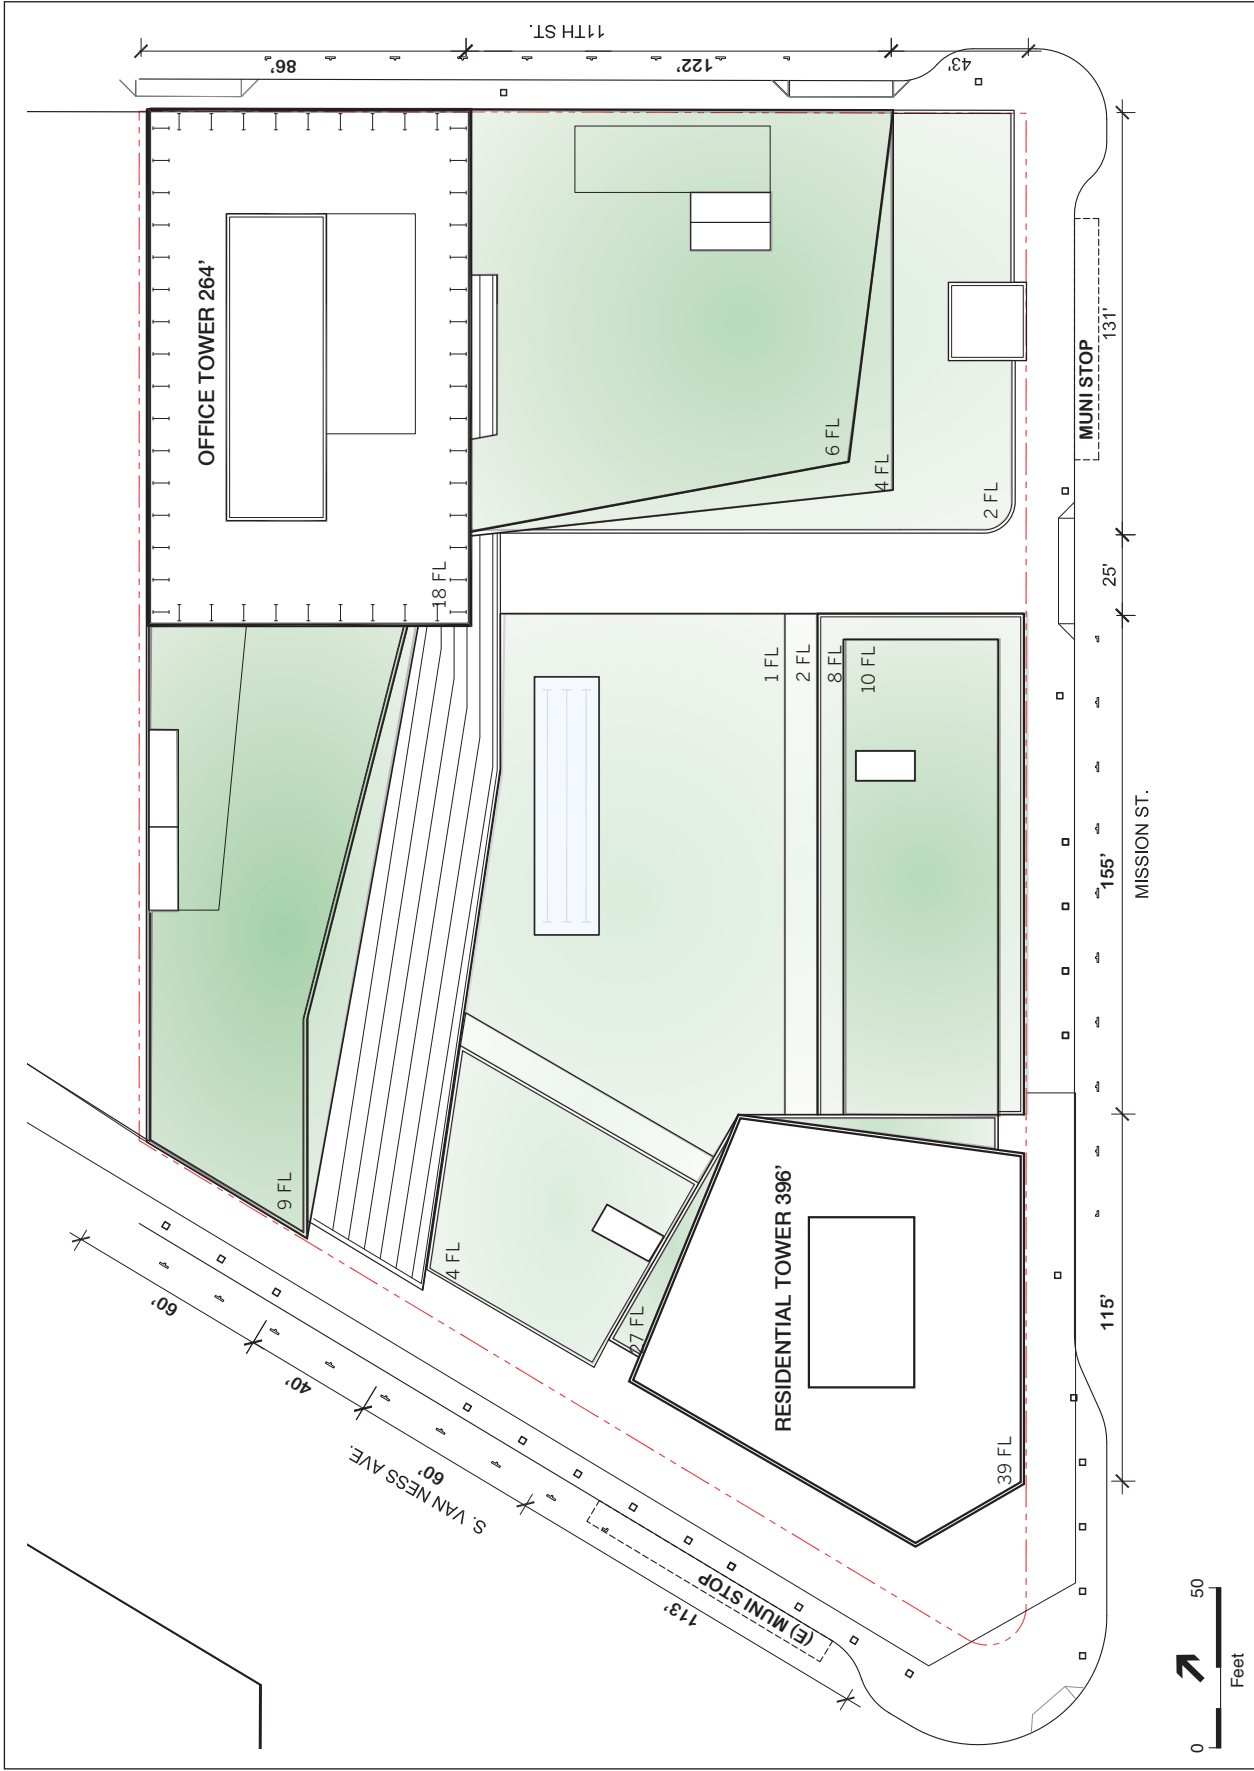 11TH ST.
86'
122'
43'
OFFICE TOWER 264'
18 FL
6 FL
4 FL
2 FL
MUNI STOP
131'
25'
1 FL
2 FL
8 FL
10 FL
155'
MISSION ST.
9 FL
4 FL
27 FL
RESIDENTIAL TOWER 396'
39 FL
115'
60'
40'
60'
S. VAN NESS AVE.
113'
(E) MUNI STOP
0
50
Feet